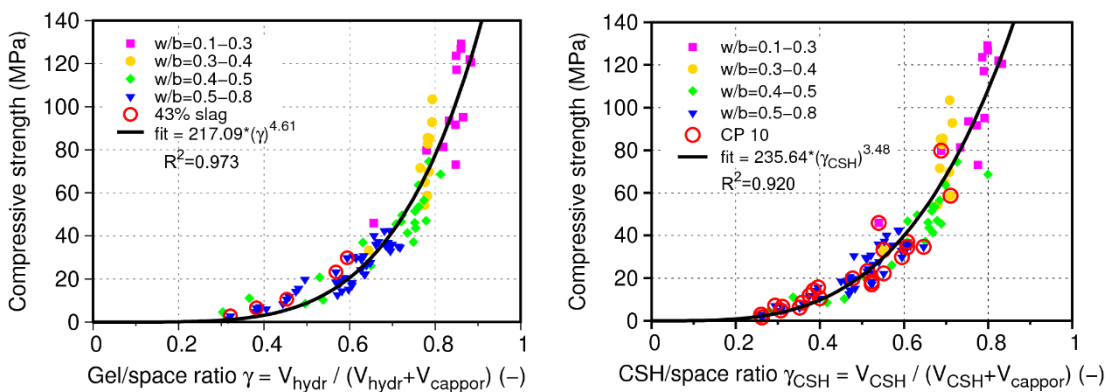 140
120
100
80
60
40
20
0
Compressive strength (MPa)
w/b=0.1−0.3
w/b=0.3−0.4
w/b=0.4−0.5
w/b=0.5−0.8
43% slag
fit = 217.09*(γ)^4.61
R²=0.973
0 0.2 0.4 0.6 0.8 1
Gel/space ratio γ = V_hydr / (V_hydr+V_cappor) (−)
140
120
100
80
60
40
20
0
Compressive strength (MPa)
w/b=0.1−0.3
w/b=0.3−0.4
w/b=0.4−0.5
w/b=0.5−0.8
CP 10
fit = 235.64*(γ_CSH)^3.48
R²=0.920
0 0.2 0.4 0.6 0.8 1
CSH/space ratio γ_CSH = V_CSH / (V_CSH+V_cappor) (−)